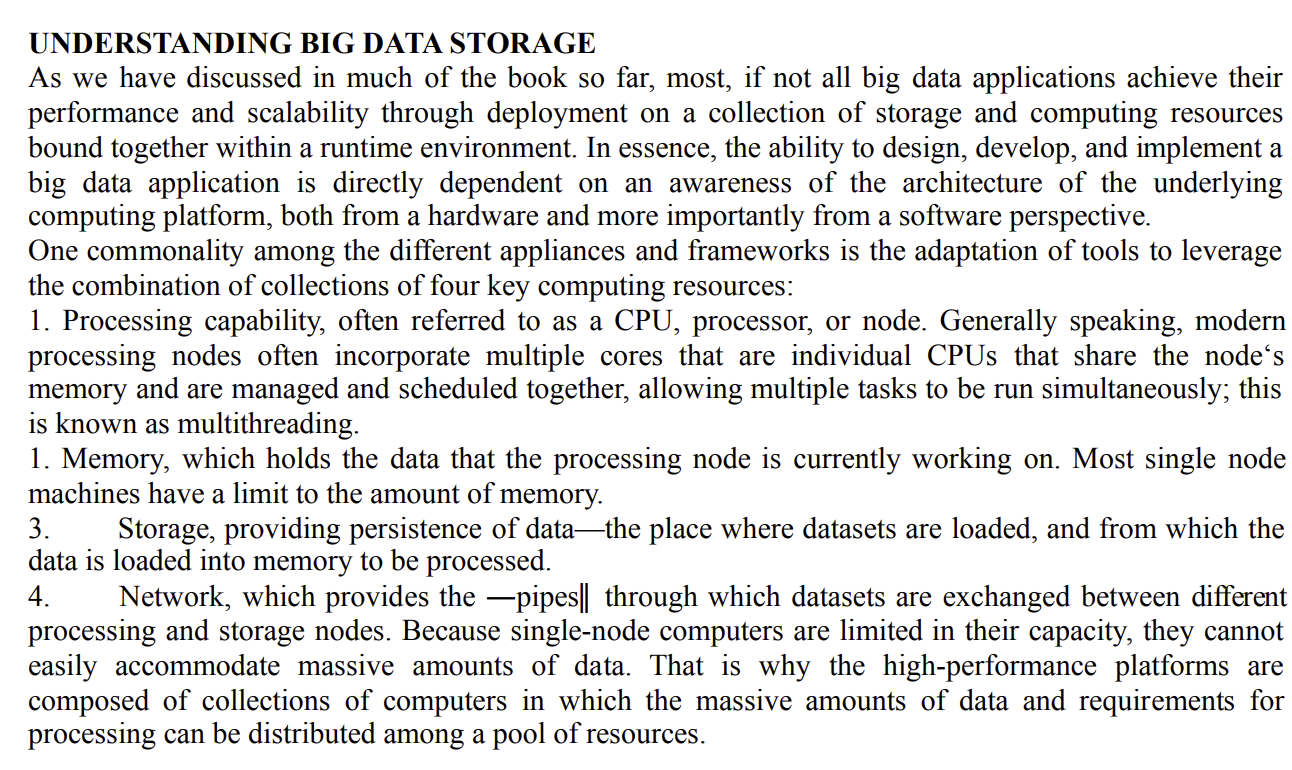 UNDERSTANDING BIG DATA STORAGE
As we have discussed in much of the book so far, most, if not all big data applications achieve their
performance and scalability through deployment on a collection of storage and computing resources
bound together within a runtime environment. In essence, the ability to design, develop, and implement a
big data application is directly dependent on an awareness of the architecture of the underlying
computing platform, both from a hardware and more importantly from a software perspective.
One commonality among the different appliances and frameworks is the adaptation of tools to leverage
the combination of collections of four key computing resources:
1. Processing capability, often referred to as a CPU, processor, or node. Generally speaking, modern
processing nodes often incorporate multiple cores that are individual CPUs that share the node‘s
memory and are managed and scheduled together, allowing multiple tasks to be run simultaneously; this
is known as multithreading.
1. Memory, which holds the data that the processing node is currently working on. Most single node
machines have a limit to the amount of memory.
3. Storage, providing persistence of data—the place where datasets are loaded, and from which the
data is loaded into memory to be processed.
4. Network, which provides the ―pipes‖ through which datasets are exchanged between different
processing and storage nodes. Because single-node computers are limited in their capacity, they cannot
easily accommodate massive amounts of data. That is why the high-performance platforms are
composed of collections of computers in which the massive amounts of data and requirements for
processing can be distributed among a pool of resources.